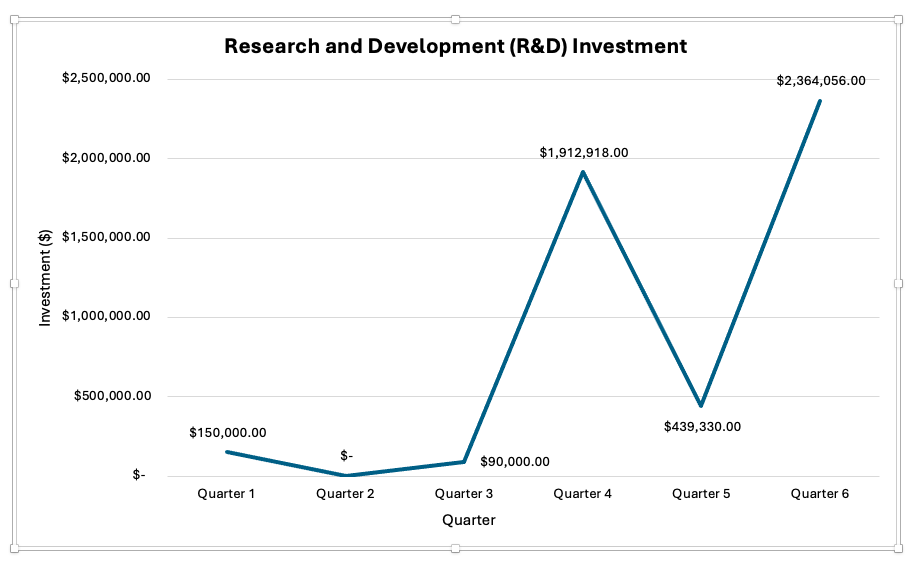 Research and Development (R&D) Investment
$2,500,000.00
$2,000,000.00
$1,500,000.00
$1,000,000.00
$500,000.00
$-
Investment ($)
$150,000.00
$-
$90,000.00
$1,912,918.00
$439,330.00
$2,364,056.00
Quarter 1
Quarter 2
Quarter 3
Quarter 4
Quarter 5
Quarter 6
Quarter